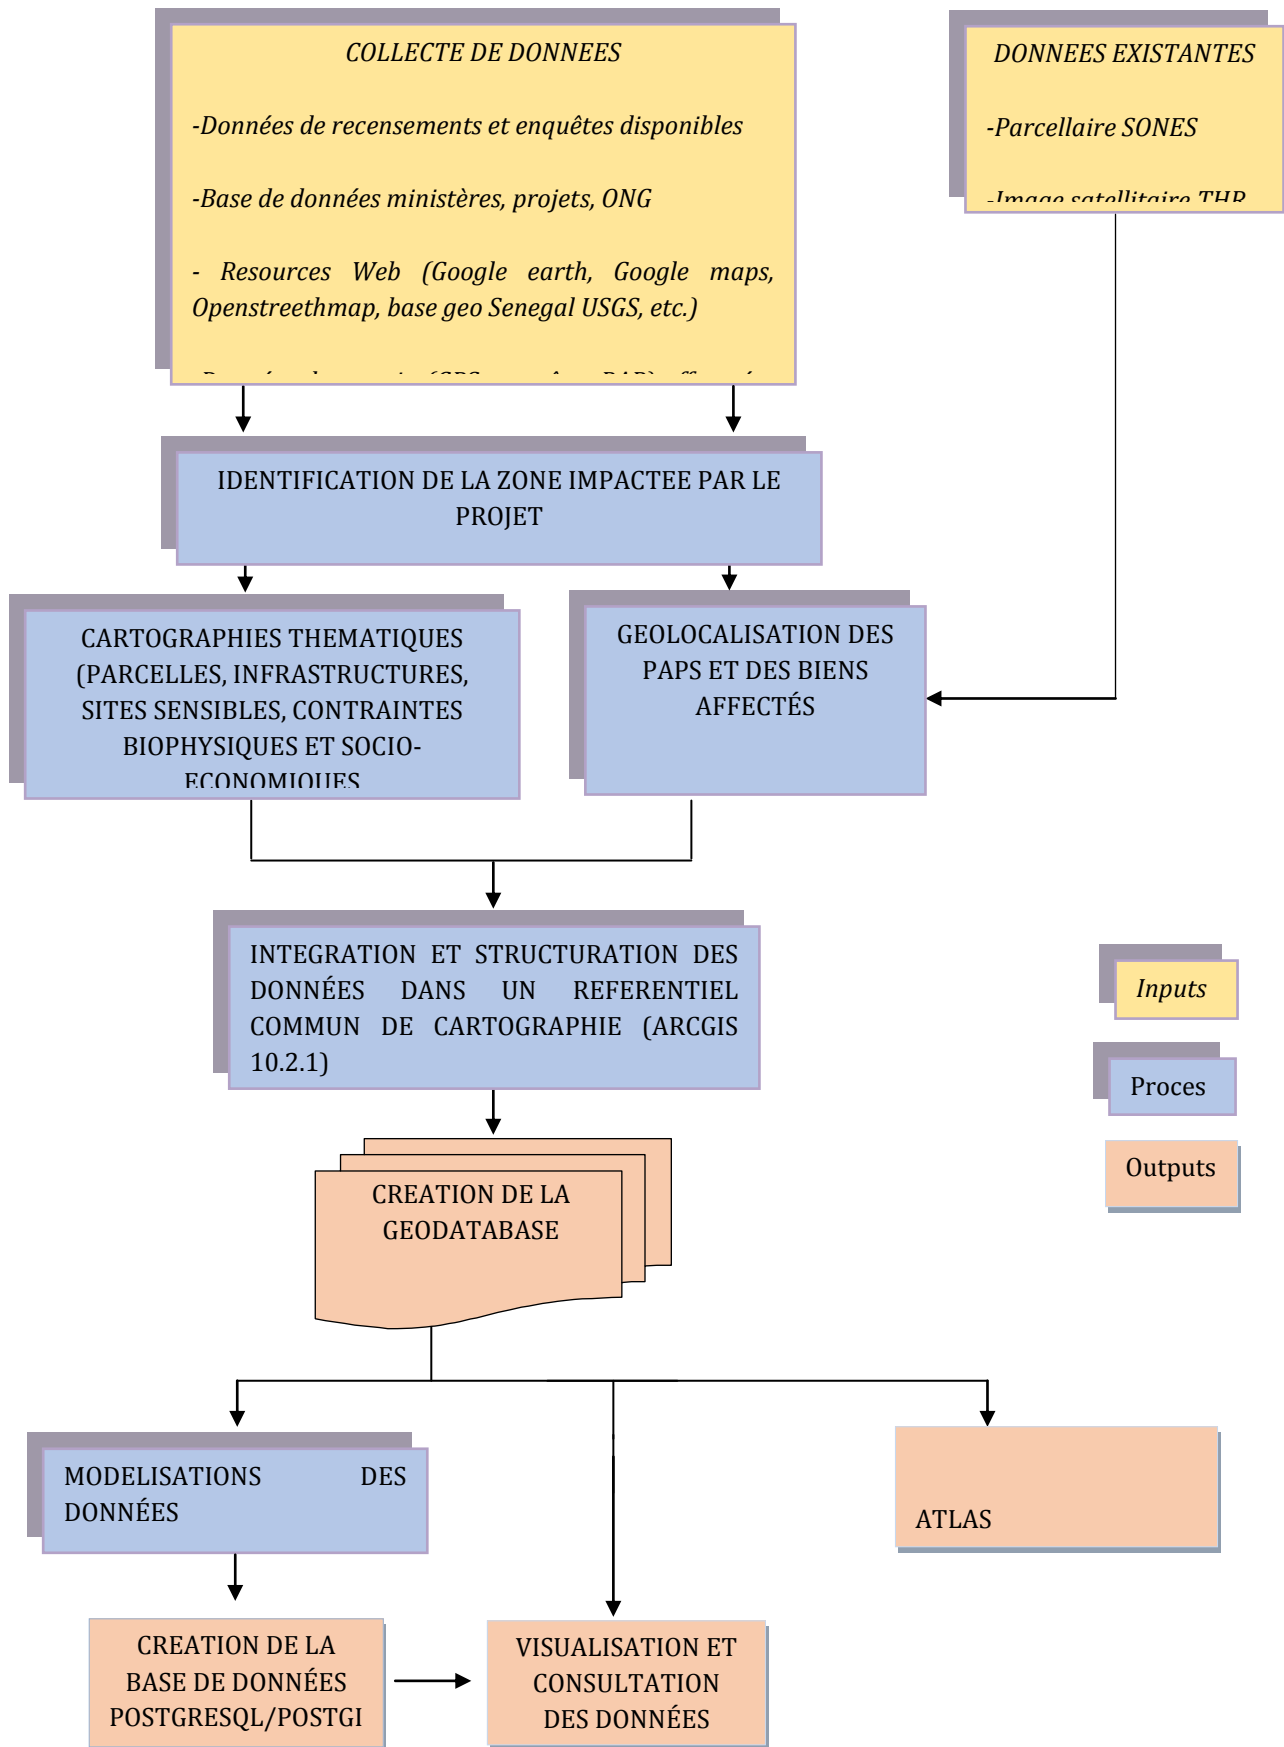 COLLECTE DE DONNEES
-Données de recensements et enquêtes disponibles
-Base de données ministères, projets, ONG
- Resources Web (Google earth, Google maps,
Openstreethmap, base geo Senegal USGS, etc.)
DONNEES EXISTANTES
-Parcellaire SONES
-Image satellitaire THR
IDENTIFICATION DE LA ZONE IMPACTEE PAR LE
PROJET
CARTOGRAPHIES THEMATIQUES
(PARCELLES, INFRASTRUCTURES,
SITES SENSIBLES, CONTRAINTES
BIOPHYSIQUES ET SOCIO-
ECONOMIQUES
GEOLOCALISATION DES
PAPS ET DES BIENS
AFFECTÉS
INTEGRATION ET STRUCTURATION DES
DONNÉES DANS UN REFERENTIEL
COMMUN DE CARTOGRAPHIE (ARCGIS
10.2.1)
Inputs
Proces
Outputs
CREATION DE LA
GEODATABASE
MODELISATIONS DES
DONNÉES
ATLAS
CREATION DE LA
BASE DE DONNÉES
POSTGRESQL/POSTGI
VISUALISATION ET
CONSULTATION
DES DONNÉES